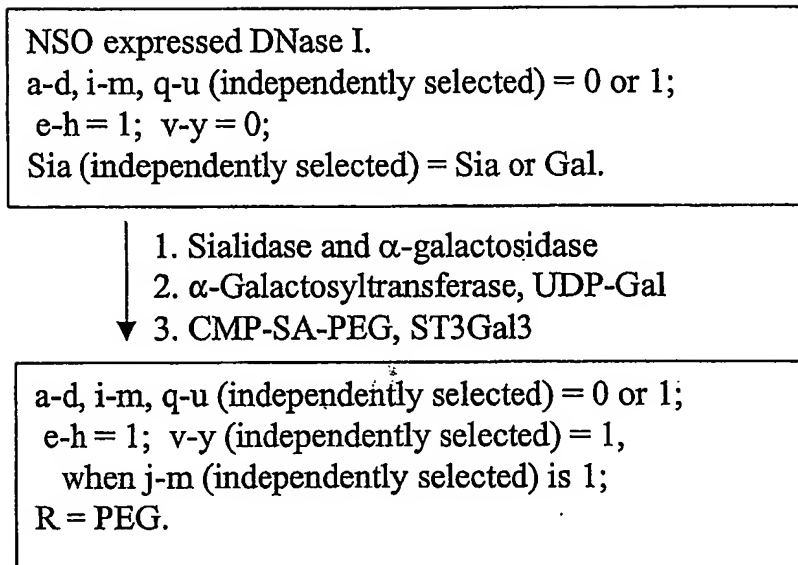 NSO expressed DNase I.
a-d, i-m, q-u (independently selected) = 0 or 1;
e-h = 1; v-y = 0;
Sia (independently selected) = Sia or Gal.
1. Sialidase and α-galactosidase
2. α-Galactosyltransferase, UDP-Gal
3. CMP-SA-PEG, ST3Gal3
a-d, i-m, q-u (independently selected) = 0 or 1;
e-h = 1; v-y (independently selected) = 1,
when j-m (independently selected) is 1;
R = PEG.